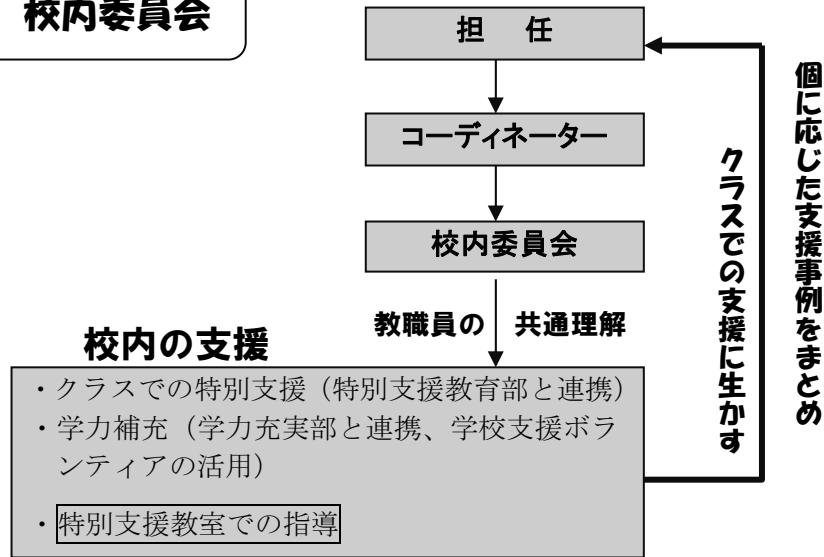 校内委員会
担 任
コーディネーター
校内委員会
教職員の 共通理解
校内の支援
・クラスでの特別支援（特別支援教育部と連携）
・学力補充（学力充実部と連携、学校支援ボラ
ンティアの活用）
・特別支援教室での指導
個に応じた支援事例をまとめ
クラスでの支援に生かす